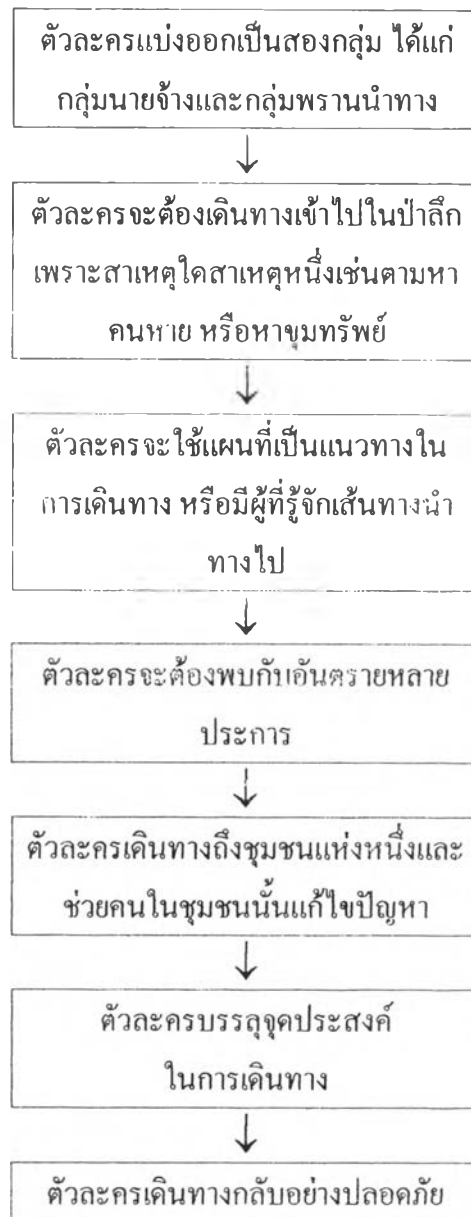 ตัวละครแบ่งออกเป็นสองกลุ่ม ได้แก่
กลุ่มนายจ้างและกลุ่มพรานนำทาง
ตัวละครจะต้องเดินทางเข้าไปในป่าลึก
เพราะสาเหตุใดสาเหตุหนึ่งเช่นตามหา
คนหาย หรือหาขุมทรัพย์
ตัวละครจะใช้แผนที่เป็นแนวทางใน
การเดินทาง หรือมีผู้ที่รู้จักเส้นทางนำ
ทางไป
ตัวละครจะต้องพบกับอันตรายหลาย
ประการ
ตัวละครเดินทางถึงชุมชนแห่งหนึ่งและ
ช่วยคนในชุมชนนั้นแก้ไขปัญหา
ตัวละครบรรลุจุดประสงค์
ในการเดินทาง
ตัวละครเดินทางกลับอย่างปลอดภัย